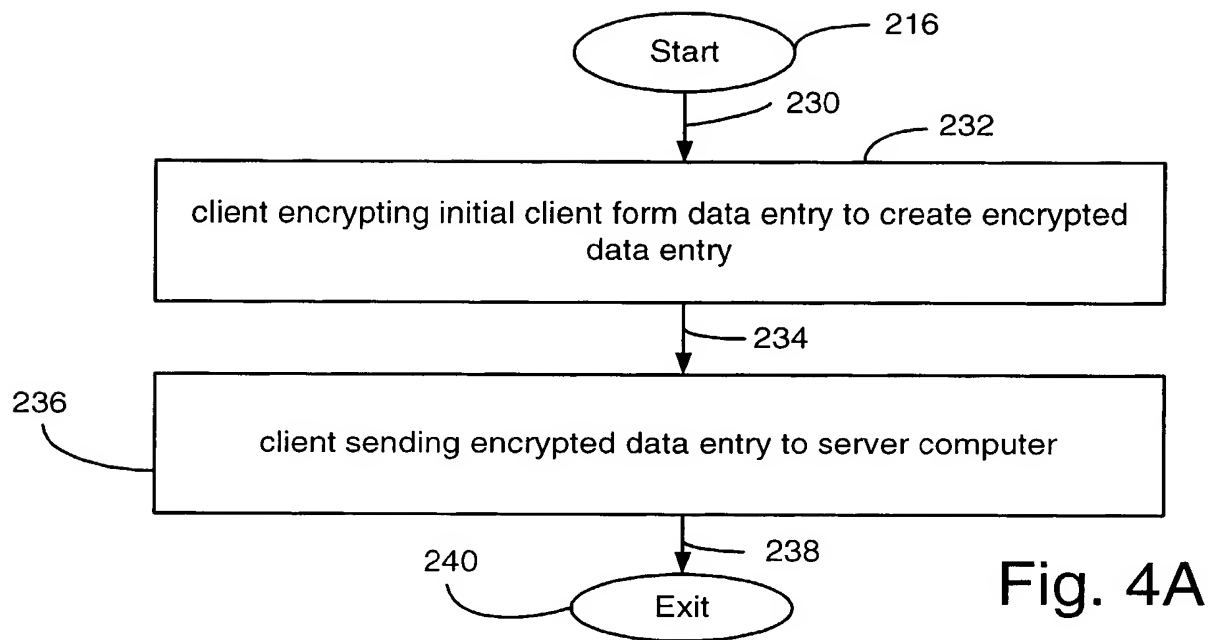 Start
216
230
232
client encrypting initial client form data entry to create encrypted
data entry
234
236
client sending encrypted data entry to server computer
238
240
Exit
Fig. 4A